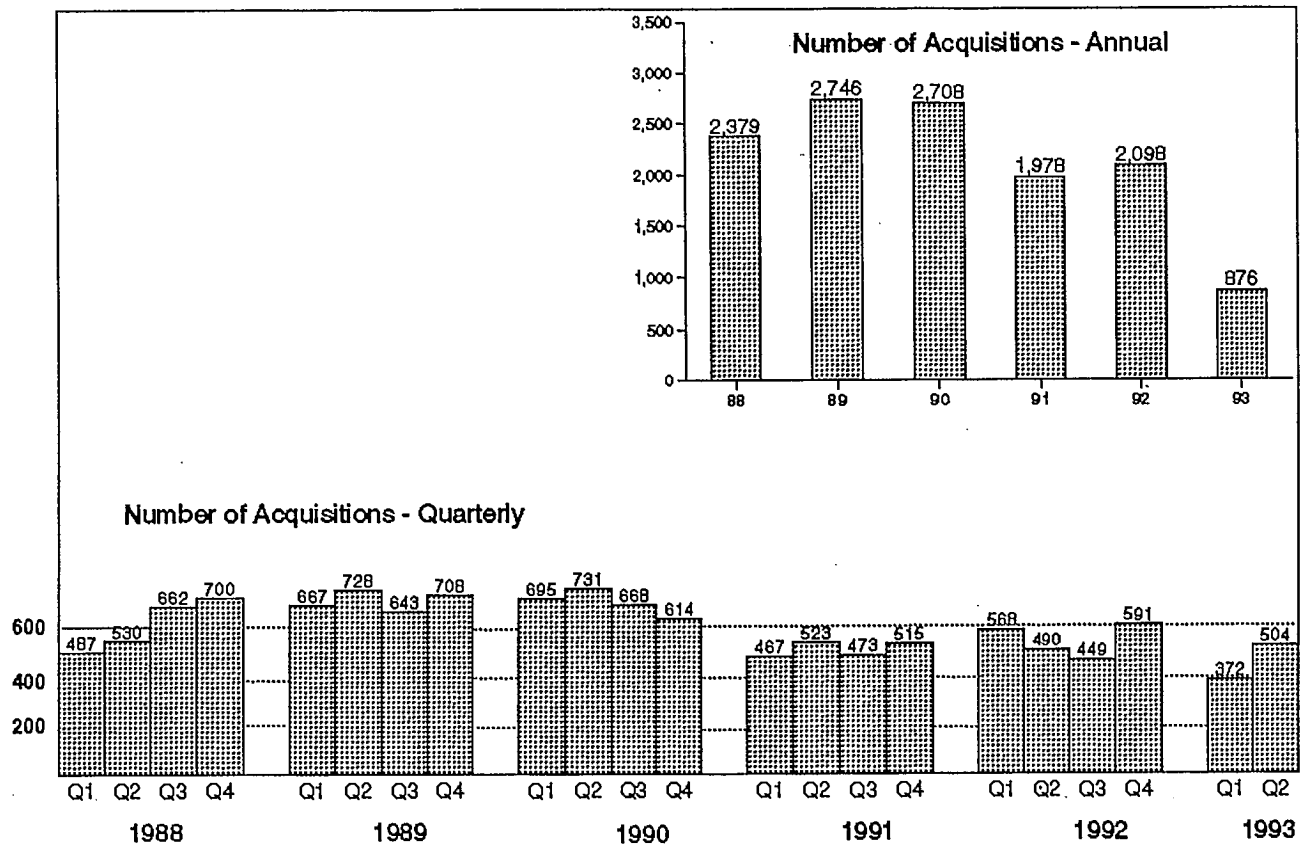 Number of Acquisitions - Annual
3,500
3,000
2,500
2,000
1,500
1,000
500
0
2,379
2,746
2,708
1,978
2,098
876
88 89 90 91 92 93
Number of Acquisitions - Quarterly
600
400
200
487 530 662 700
667 728 643 708
695 731 668 614
467 523 473 515
568 490 449 591
372 504
Q1 Q2 Q3 Q4 Q1 Q2 Q3 Q4 Q1 Q2 Q3 Q4 Q1 Q2 Q3 Q4 Q1 Q2 Q3 Q4 Q1 Q2
1988 1989 1990 1991 1992 1993